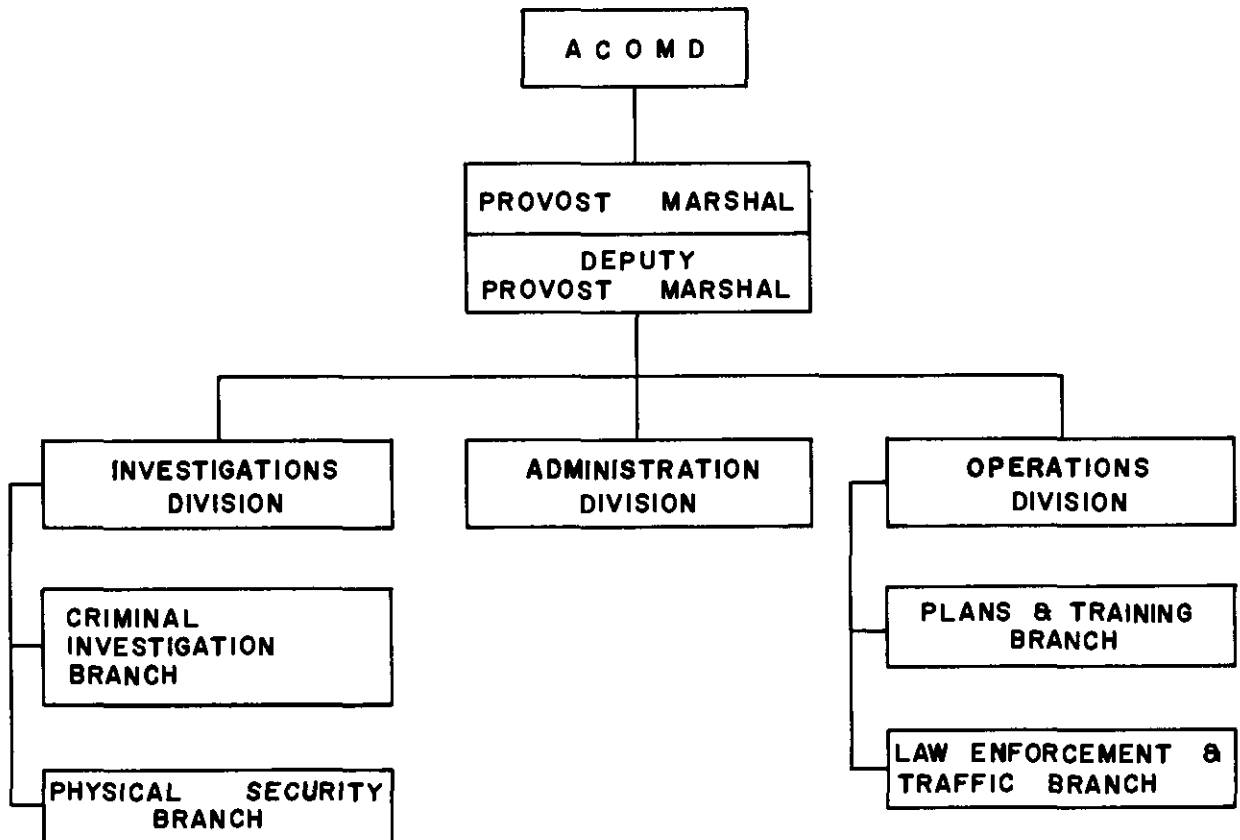 ACOMD
PROVOST MARSHAL
DEPUTY
PROVOST MARSHAL
INVESTIGATIONS
DIVISION
ADMINISTRATION
DIVISION
OPERATIONS
DIVISION
CRIMINAL
INVESTIGATION
BRANCH
PLANS & TRAINING
BRANCH
PHYSICAL SECURITY
BRANCH
LAW ENFORCEMENT &
TRAFFIC BRANCH